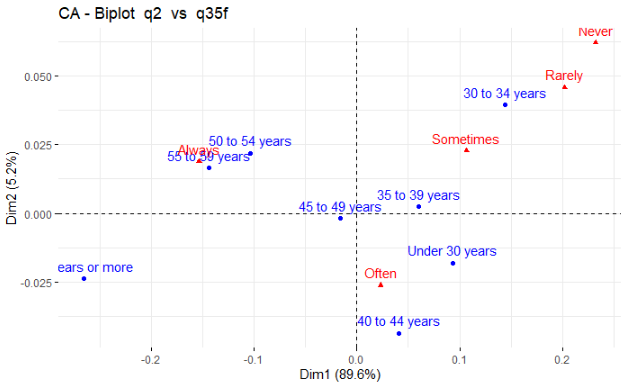 CA - Biplot q2 vs q35f
Never
Rarely
30 to 34 years
Sometimes
50 to 54 years
Always
55 to 59 years
35 to 39 years
45 to 49 years
Under 30 years
ears or more
Often
40 to 44 years
0.050
0.025
0.000
-0.025
Dim2 (5.2%)
-0.2
-0.1
0.0
0.1
0.2
Dim1 (89.6%)